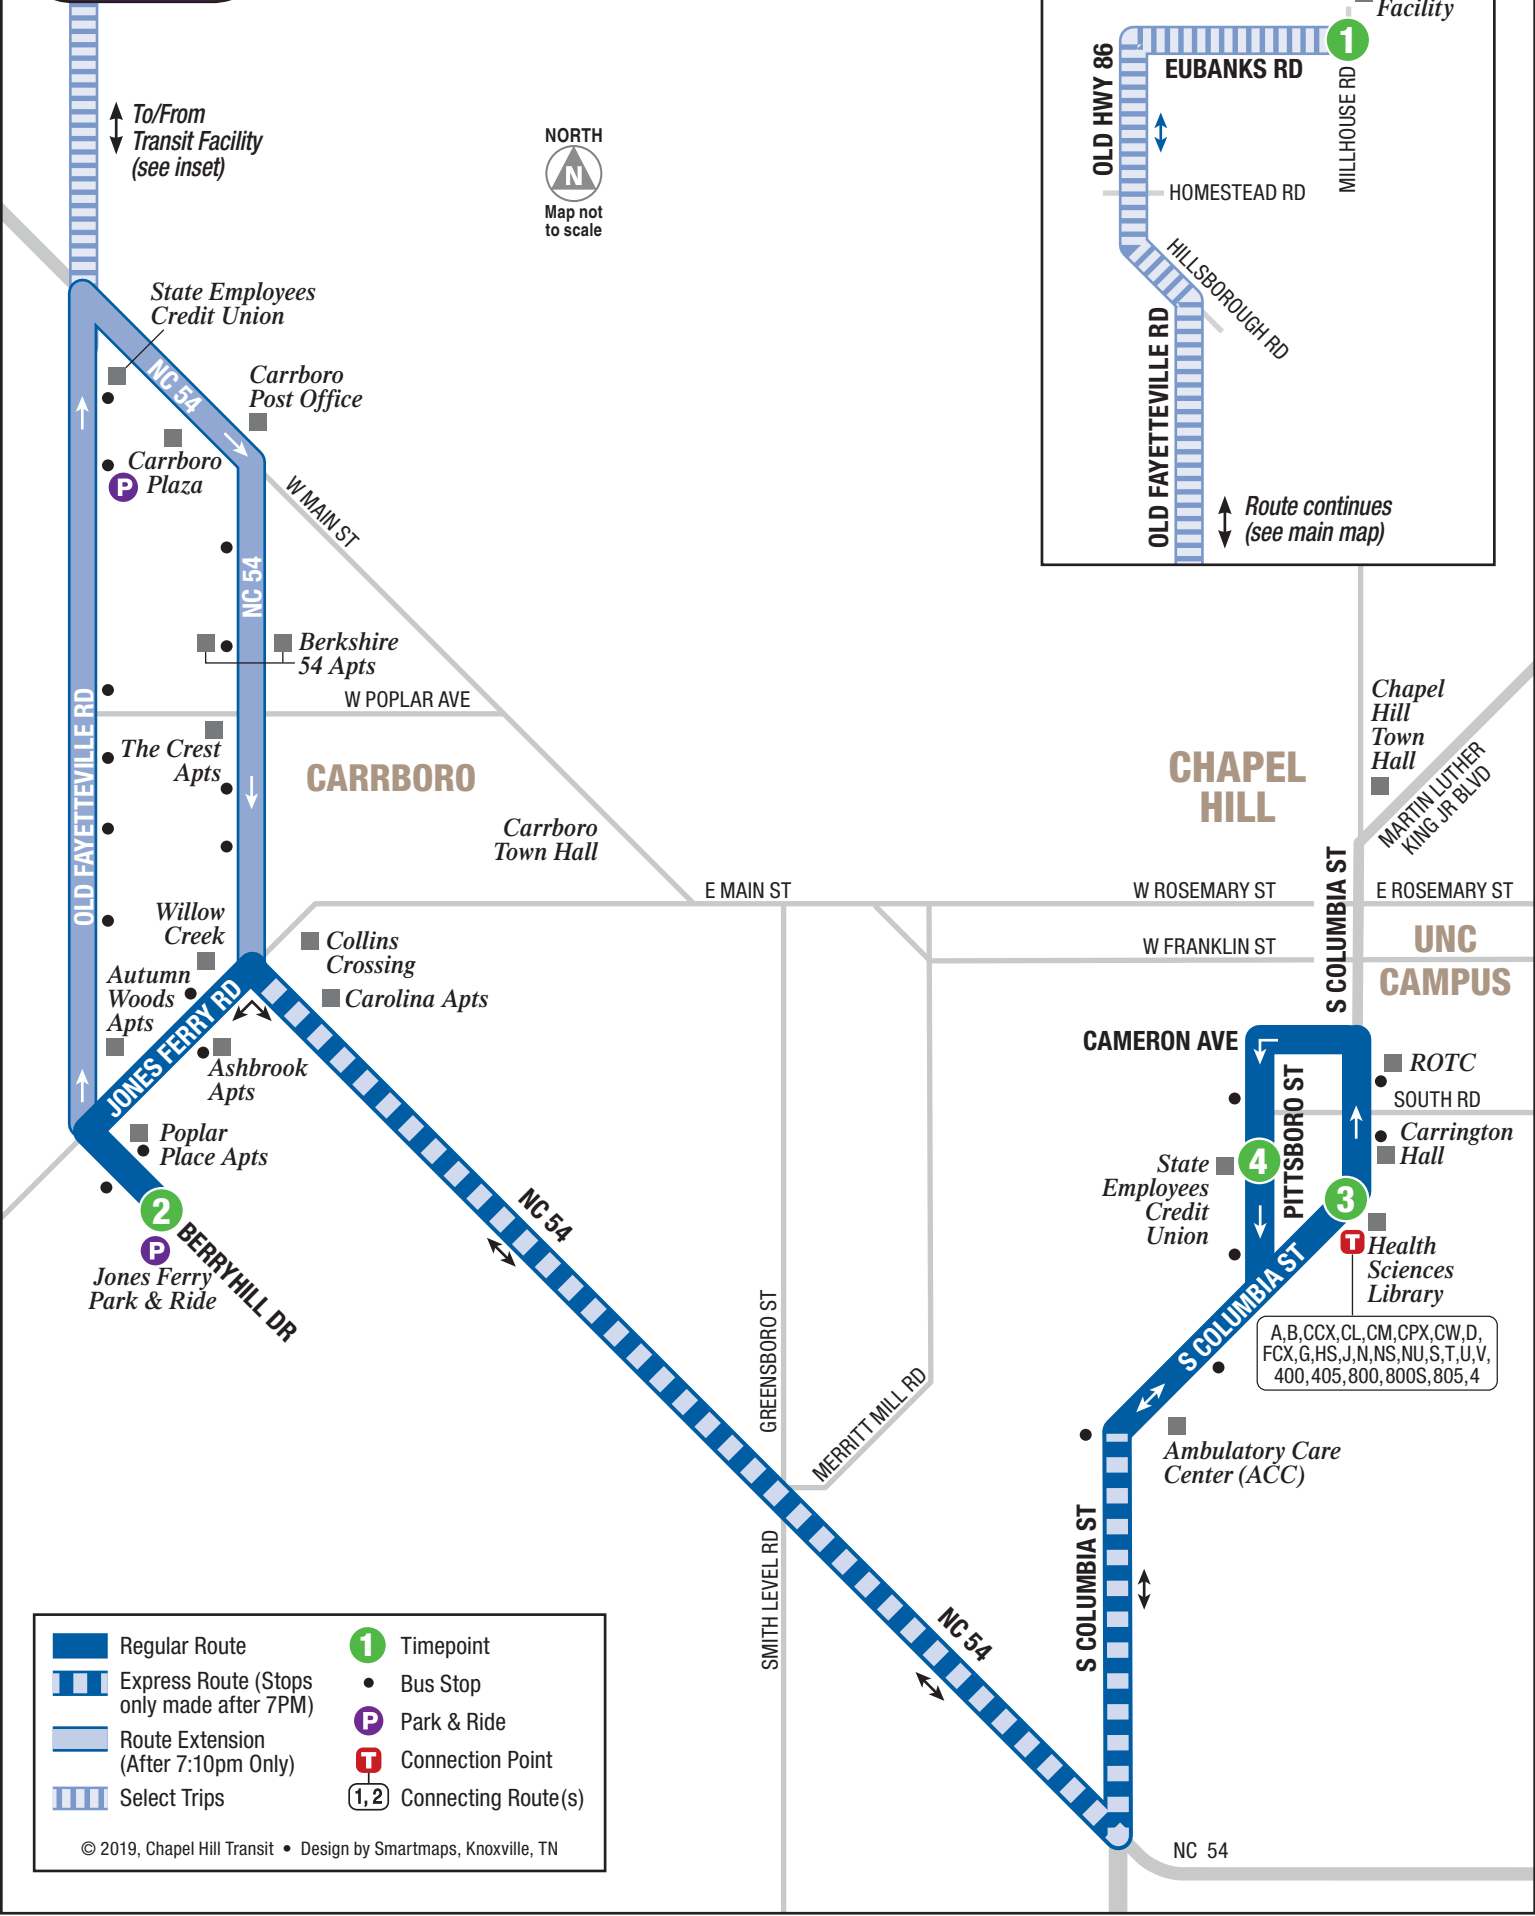 To/From
Transit Facility
(see inset)
NORTH
N
Map not
to scale
Facility
1
EUBANKS RD
OLD HWY 86
MILLHOUSE RD
HOMESTEAD RD
HILLSBOROUGH RD
OLD FAYETTEVILLE RD
Route continues
(see main map)
State Employees
Credit Union
NC 54
Carrboro
Post Office
Carrboro
Plaza
P
W MAIN ST
NC 54
Berkshire
54 Apts
W POPLAR AVE
OLD FAYETTEVILLE RD
The Crest
Apts
CARRBORO
Carrboro
Town Hall
CHAPEL
HILL
Chapel
Hill
Town
Hall
MARTIN LUTHER
KING JR BLVD
S COLUMBIA ST
E MAIN ST
W ROSEMARY ST
E ROSEMARY ST
W FRANKLIN ST
UNC
CAMPUS
Willow
Creek
Collins
Crossing
Carolina Apts
Autumn
Woods
Apts
JONES FERRY RD
Ashbrook
Apts
Poplar
Place Apts
2
P
BERRYHILL DR
Jones Ferry
Park & Ride
NC 54
CAMERON AVE
PITTSBORO ST
ROTC
SOUTH RD
Carrington
Hall
4
State
Employees
Credit
Union
3
T
Health
Sciences
Library
A,B,CCX,CL,CM,CPX,CW,D,
FCX,G,HS,J,N,NS,NU,S,T,U,V,
400,405,800,800S,805,4
S COLUMBIA ST
Ambulatory Care
Center (ACC)
GREENSBORO ST
MERRITT MILL RD
SMITH LEVEL RD
S COLUMBIA ST
NC 54
NC 54
Regular Route
Express Route (Stops
only made after 7PM)
Route Extension
(After 7:10pm Only)
Select Trips
1
Timepoint
Bus Stop
P
Park & Ride
T
Connection Point
1,2
Connecting Route(s)
© 2019, Chapel Hill Transit • Design by Smartmaps, Knoxville, TN